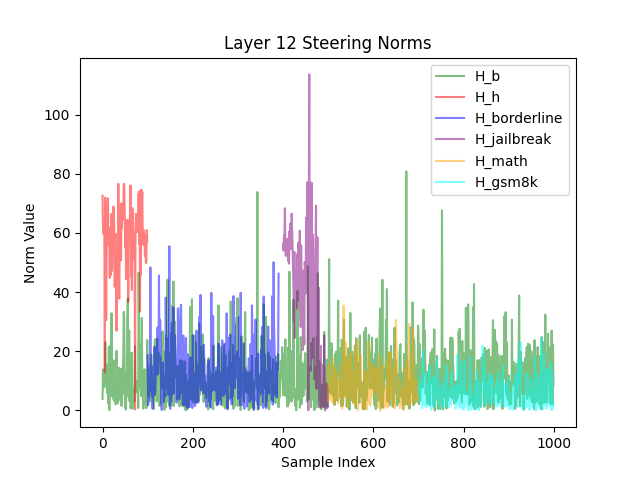 Layer 12 Steering Norms
H_b
H_h
H_borderline
H_jailbreak
H_math
H_gsm8k
Norm Value
100
80
60
40
20
0
0
200
400
600
800
1000
Sample Index